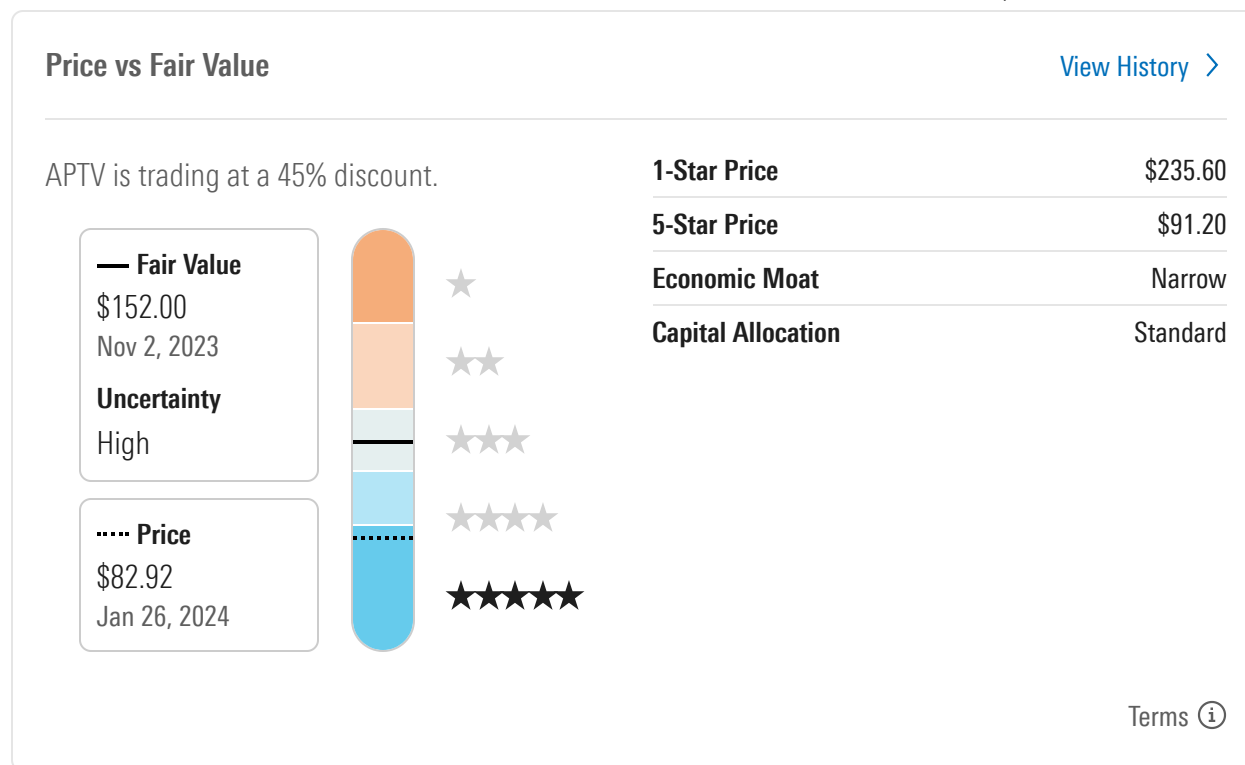 Price vs Fair Value
View History
APTV is trading at a 45% discount.
Fair Value
$152.00
Nov 2, 2023
Uncertainty
High
Price
$82.92
Jan 26, 2024
1-Star Price $235.60
5-Star Price $91.20
Economic Moat Narrow
Capital Allocation Standard
Terms